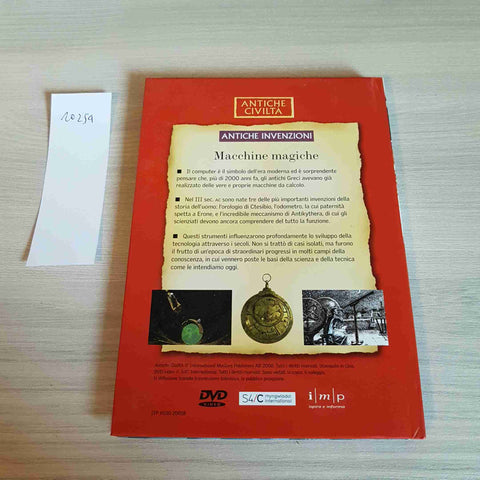 ANTICHE
CIVILTÀ
ANTICHE INVENZIONI
Macchine magiche
Il computer è il simbolo dell'era moderna ed è sorprendente
pensare che, più di 2000 anni fa, gli antichi Greci avevano già
realizzato delle vere e proprie macchine da calcolo.
Nel III sec. AC sono nate tre delle più importanti invenzioni della
storia dell'uomo: l'orologio di Ctesibio, l'odometro, la cui paternità
spetta a Erone, e l'incredibile meccanismo di Antikythera, di cui gli
scienziati devono ancora comprendere del tutto la funzione.
Questi strumenti influenzarono profondamente lo sviluppo della
tecnologia attraverso i secoli. Non si trattò di casi isolati, ma furono
il frutto di un'epoca di straordinari progressi in molti campi della
conoscenza, in cui vennero poste le basi della scienza e della tecnica
come le intendiamo oggi.
DVD
VIDEO
S4/C
international
i m p
opere e informa